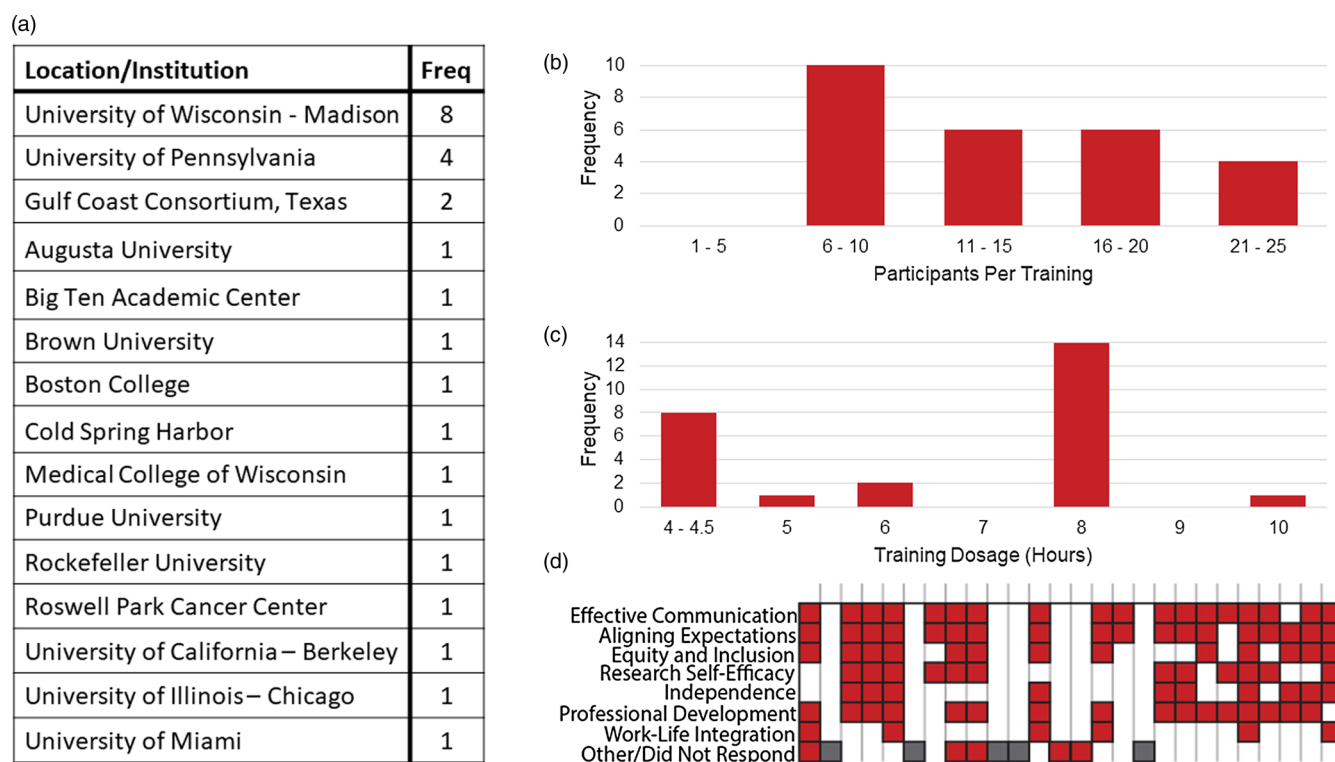 (a)
Location/Institution Freq
University of Wisconsin - Madison 8
University of Pennsylvania 4
Gulf Coast Consortium, Texas 2
Augusta University 1
Big Ten Academic Center 1
Brown University 1
Boston College 1
Cold Spring Harbor 1
Medical College of Wisconsin 1
Purdue University 1
Rockefeller University 1
Roswell Park Cancer Center 1
University of California – Berkeley 1
University of Illinois – Chicago 1
University of Miami 1
(b)
Frequency
10
8
6
4
2
0
1 - 5 6 - 10 11 - 15 16 - 20 21 - 25
Participants Per Training
(c)
Frequency
14
12
10
8
6
4
2
0
4 - 4.5 5 6 7 8 9 10
Training Dosage (Hours)
(d)
Effective Communication
Aligning Expectations
Equity and Inclusion
Research Self-Efficacy
Independence
Professional Development
Work-Life Integration
Other/Did Not Respond